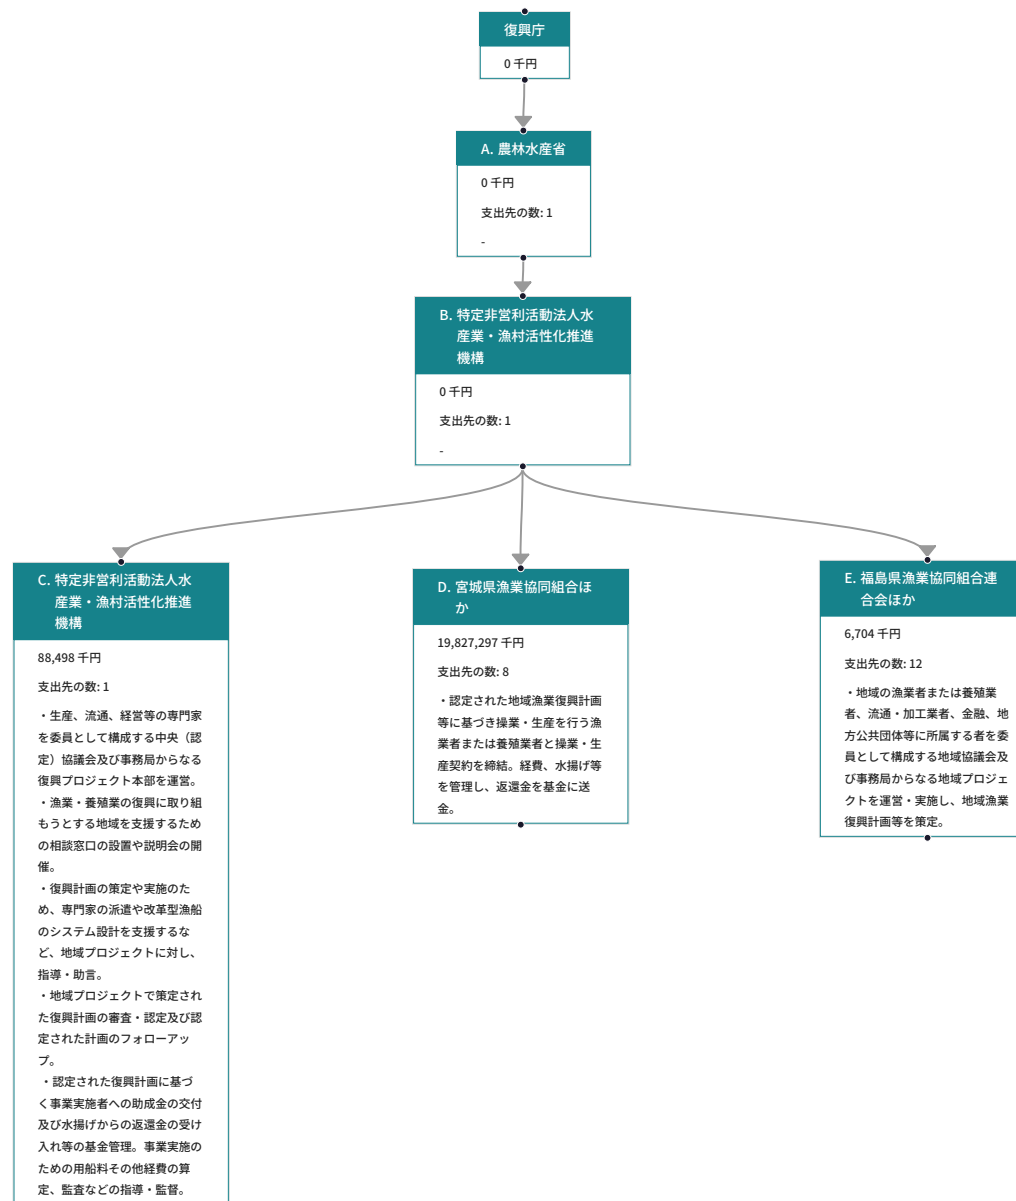 復興庁
0 千円
A. 農林水産省
0 千円
支出先の数: 1
-
B. 特定非営利活動法人水
産業・漁村活性化推進
機構
0 千円
支出先の数: 1
-
C. 特定非営利活動法人水
産業・漁村活性化推進
機構
88,498 千円
支出先の数: 1
・生産、流通、経営等の専門家
を委員として構成する中央（認
定）協議会及び事務局からなる
復興プロジェクト本部を運営。
・漁業・養殖業の復興に取り組
もうとする地域を支援するため
の相談窓口の設置や説明会の開
催。
・復興計画の策定や実施のた
め、専門家の派遣や改革型漁船
のシステム設計を支援するな
ど、地域プロジェクトに対し、
指導・助言。
・地域プロジェクトで策定され
た復興計画の審査・認定及び認
定された計画のフォローアッ
プ。
・認定された復興計画に基づ
く事業実施者への助成金の交付
及び水揚げからの返還金の受け
入れ等の基金管理。事業実施の
ための用船料その他経費の算
定、監査などの指導・監督。
D. 宮城県漁業協同組合ほ
か
19,827,297 千円
支出先の数: 8
・認定された地域漁業復興計画
等に基づき操業・生産を行う漁
業者または養殖業者と操業・生
産契約を締結。経費、水揚げ等
を管理し、返還金を基金に送
金。
E. 福島県漁業協同組合連
合会ほか
6,704 千円
支出先の数: 12
・地域の漁業者または養殖業
者、流通・加工業者、金融、地
方公共団体等に所属する者を委
員として構成する地域協議会及
び事務局からなる地域プロジェ
クトを運営・実施し、地域漁業
復興計画等を策定。